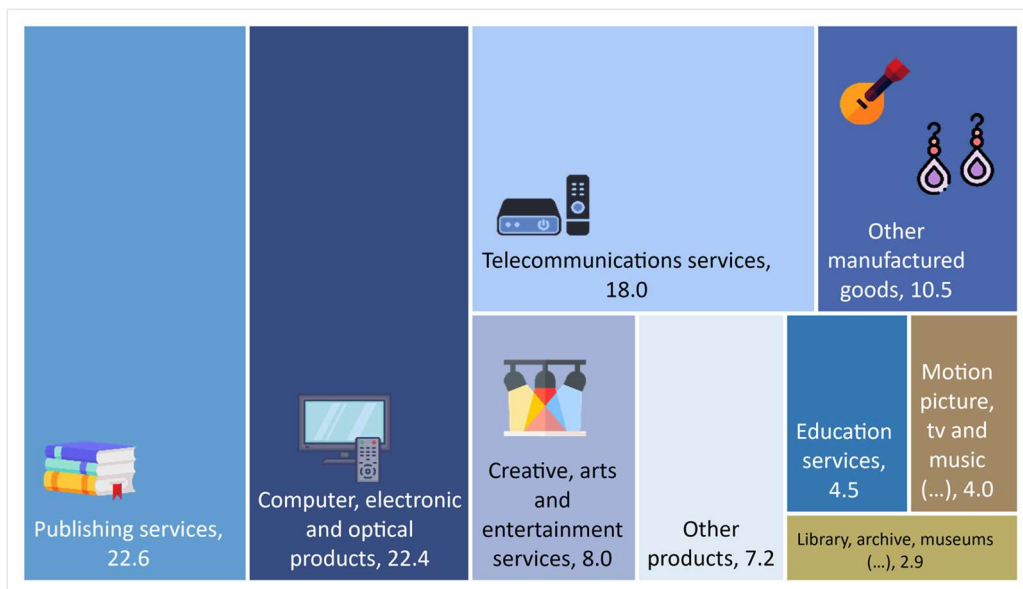 Publishing services,
22.6
Computer, electronic
and optical
products, 22.4
Telecommunications services,
18.0
Other
manufactured
goods, 10.5
Creative, arts
and
entertainment
services, 8.0
Other
products, 7.2
Education
services,
4.5
Motion
picture,
tv and
music
(...), 4.0
Library, archive, museums
(...), 2.9